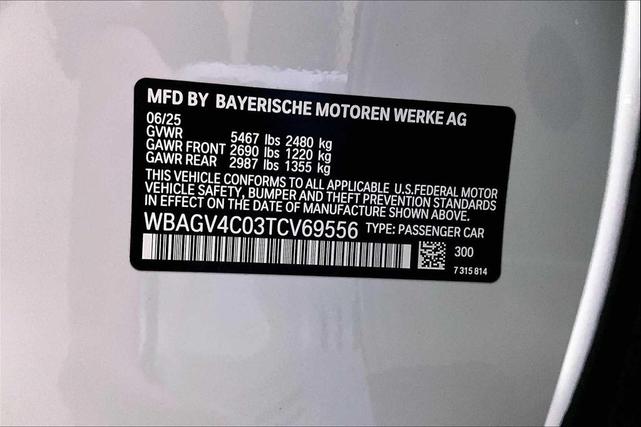 MFD BY BAYERISCHE MOTOREN WERKE AG
06/25
GVWR 5467 lbs 2480 kg
GAWR FRONT 2690 lbs 1220 kg
GAWR REAR 2987 lbs 1355 kg
THIS VEHICLE CONFORMS TO ALL APPLICABLE U.S.FEDERAL MOTOR
VEHICLE SAFETY, BUMPER AND THEFT PREVENTION STANDARDS
IN EFFECT ON THE DATE OF MANUFACTURE SHOWN ABOVE.
WBAGV4C03TCV69556 TYPE: PASSENGER CAR
300
7 315 814